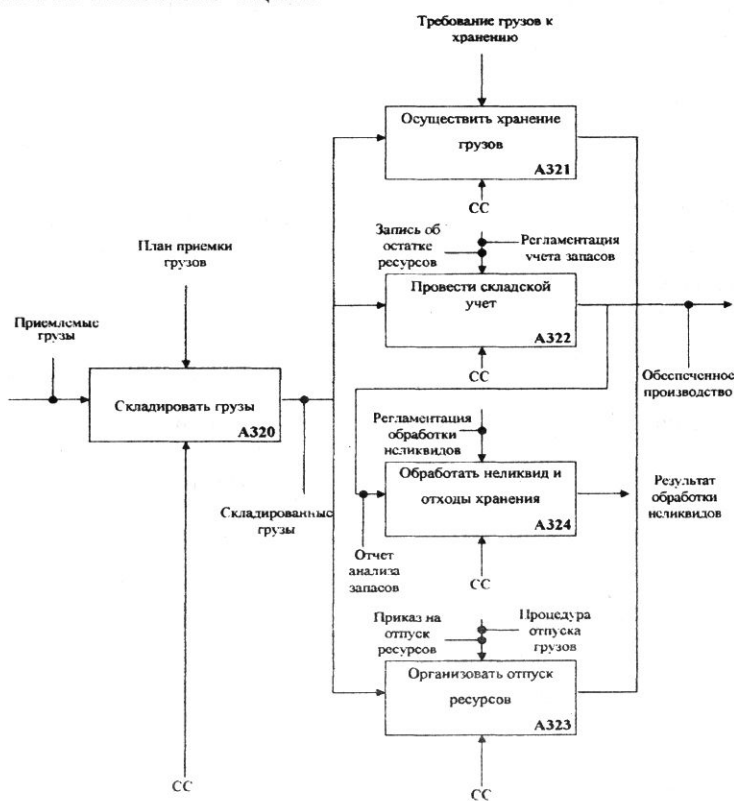 Требование грузов к
хранению
Осуществить хранение
грузов
А321
СС
План приемки
грузов
Запись об
остатке
ресурсов
Регламентация
учета запасов
Провести складской
учет
А322
СС
Приемлемые
грузы
Складировать грузы
А320
Обеспеченное
производство
Регламентация
обработки
неликвидов
Обработать неликвид и
отходы хранения
А324
СС
Результат
обработки
неликвидов
Складированные
грузы
Отчет
анализа
запасов
Приказ на
отпуск
ресурсов
Процедура
отпуска
грузов
Организовать отпуск
ресурсов
А323
СС
СС